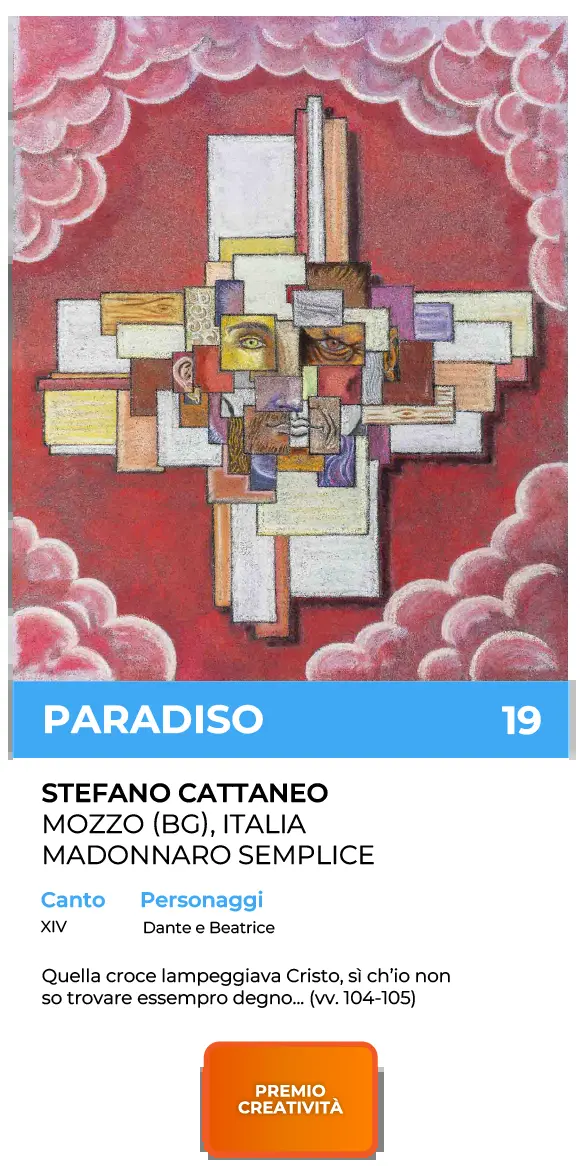 PARADISO 19
STEFANO CATTANEO
MOZZO (BG), ITALIA
MADONNARO SEMPLICE
Canto Personaggi
XIV Dante e Beatrice
Quella croce lampeggiava Cristo, sì ch’io non
so trovare essempro degno... (vv. 104-105)
PREMIO
CREATIVITÀ